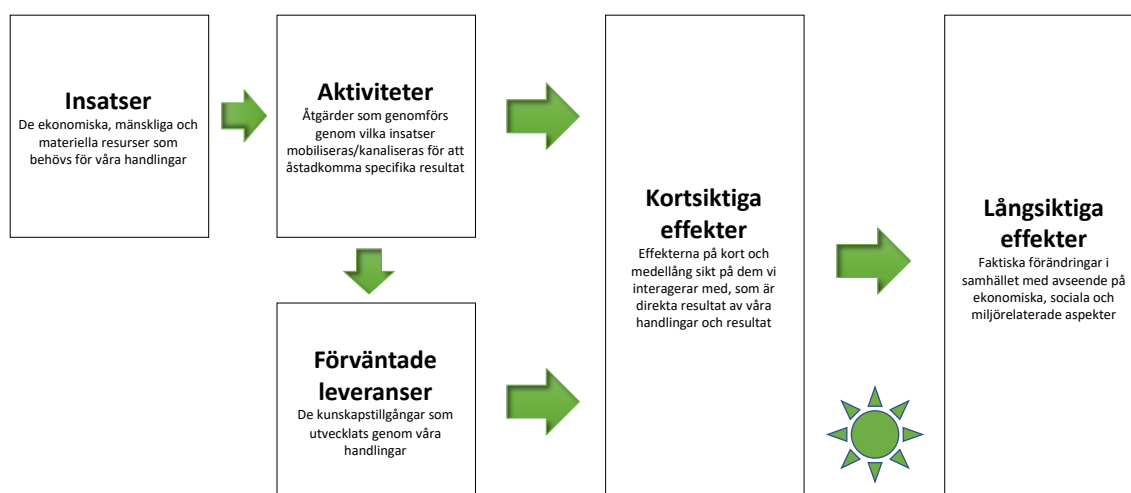 Insatser
De ekonomiska, mänskliga och
materiella resurser som
behövs för våra handlingar
Aktiviteter
Åtgärder som genomförs
genom vilka insatser
mobiliseras/kanaliseras för att
åstadkomma specifika resultat
Förväntade
leveranser
De kunskapstillgångar som
utvecklats genom våra
handlingar
Kortsiktiga
effekter
Effekterna på kort och
medellång sikt på dem vi
interagerar med, som är
direkta resultat av våra
handlingar och resultat
Långsiktiga
effekter
Faktiska förändringar i
samhället med avseende på
ekonomiska, sociala och
miljörelaterade aspekter